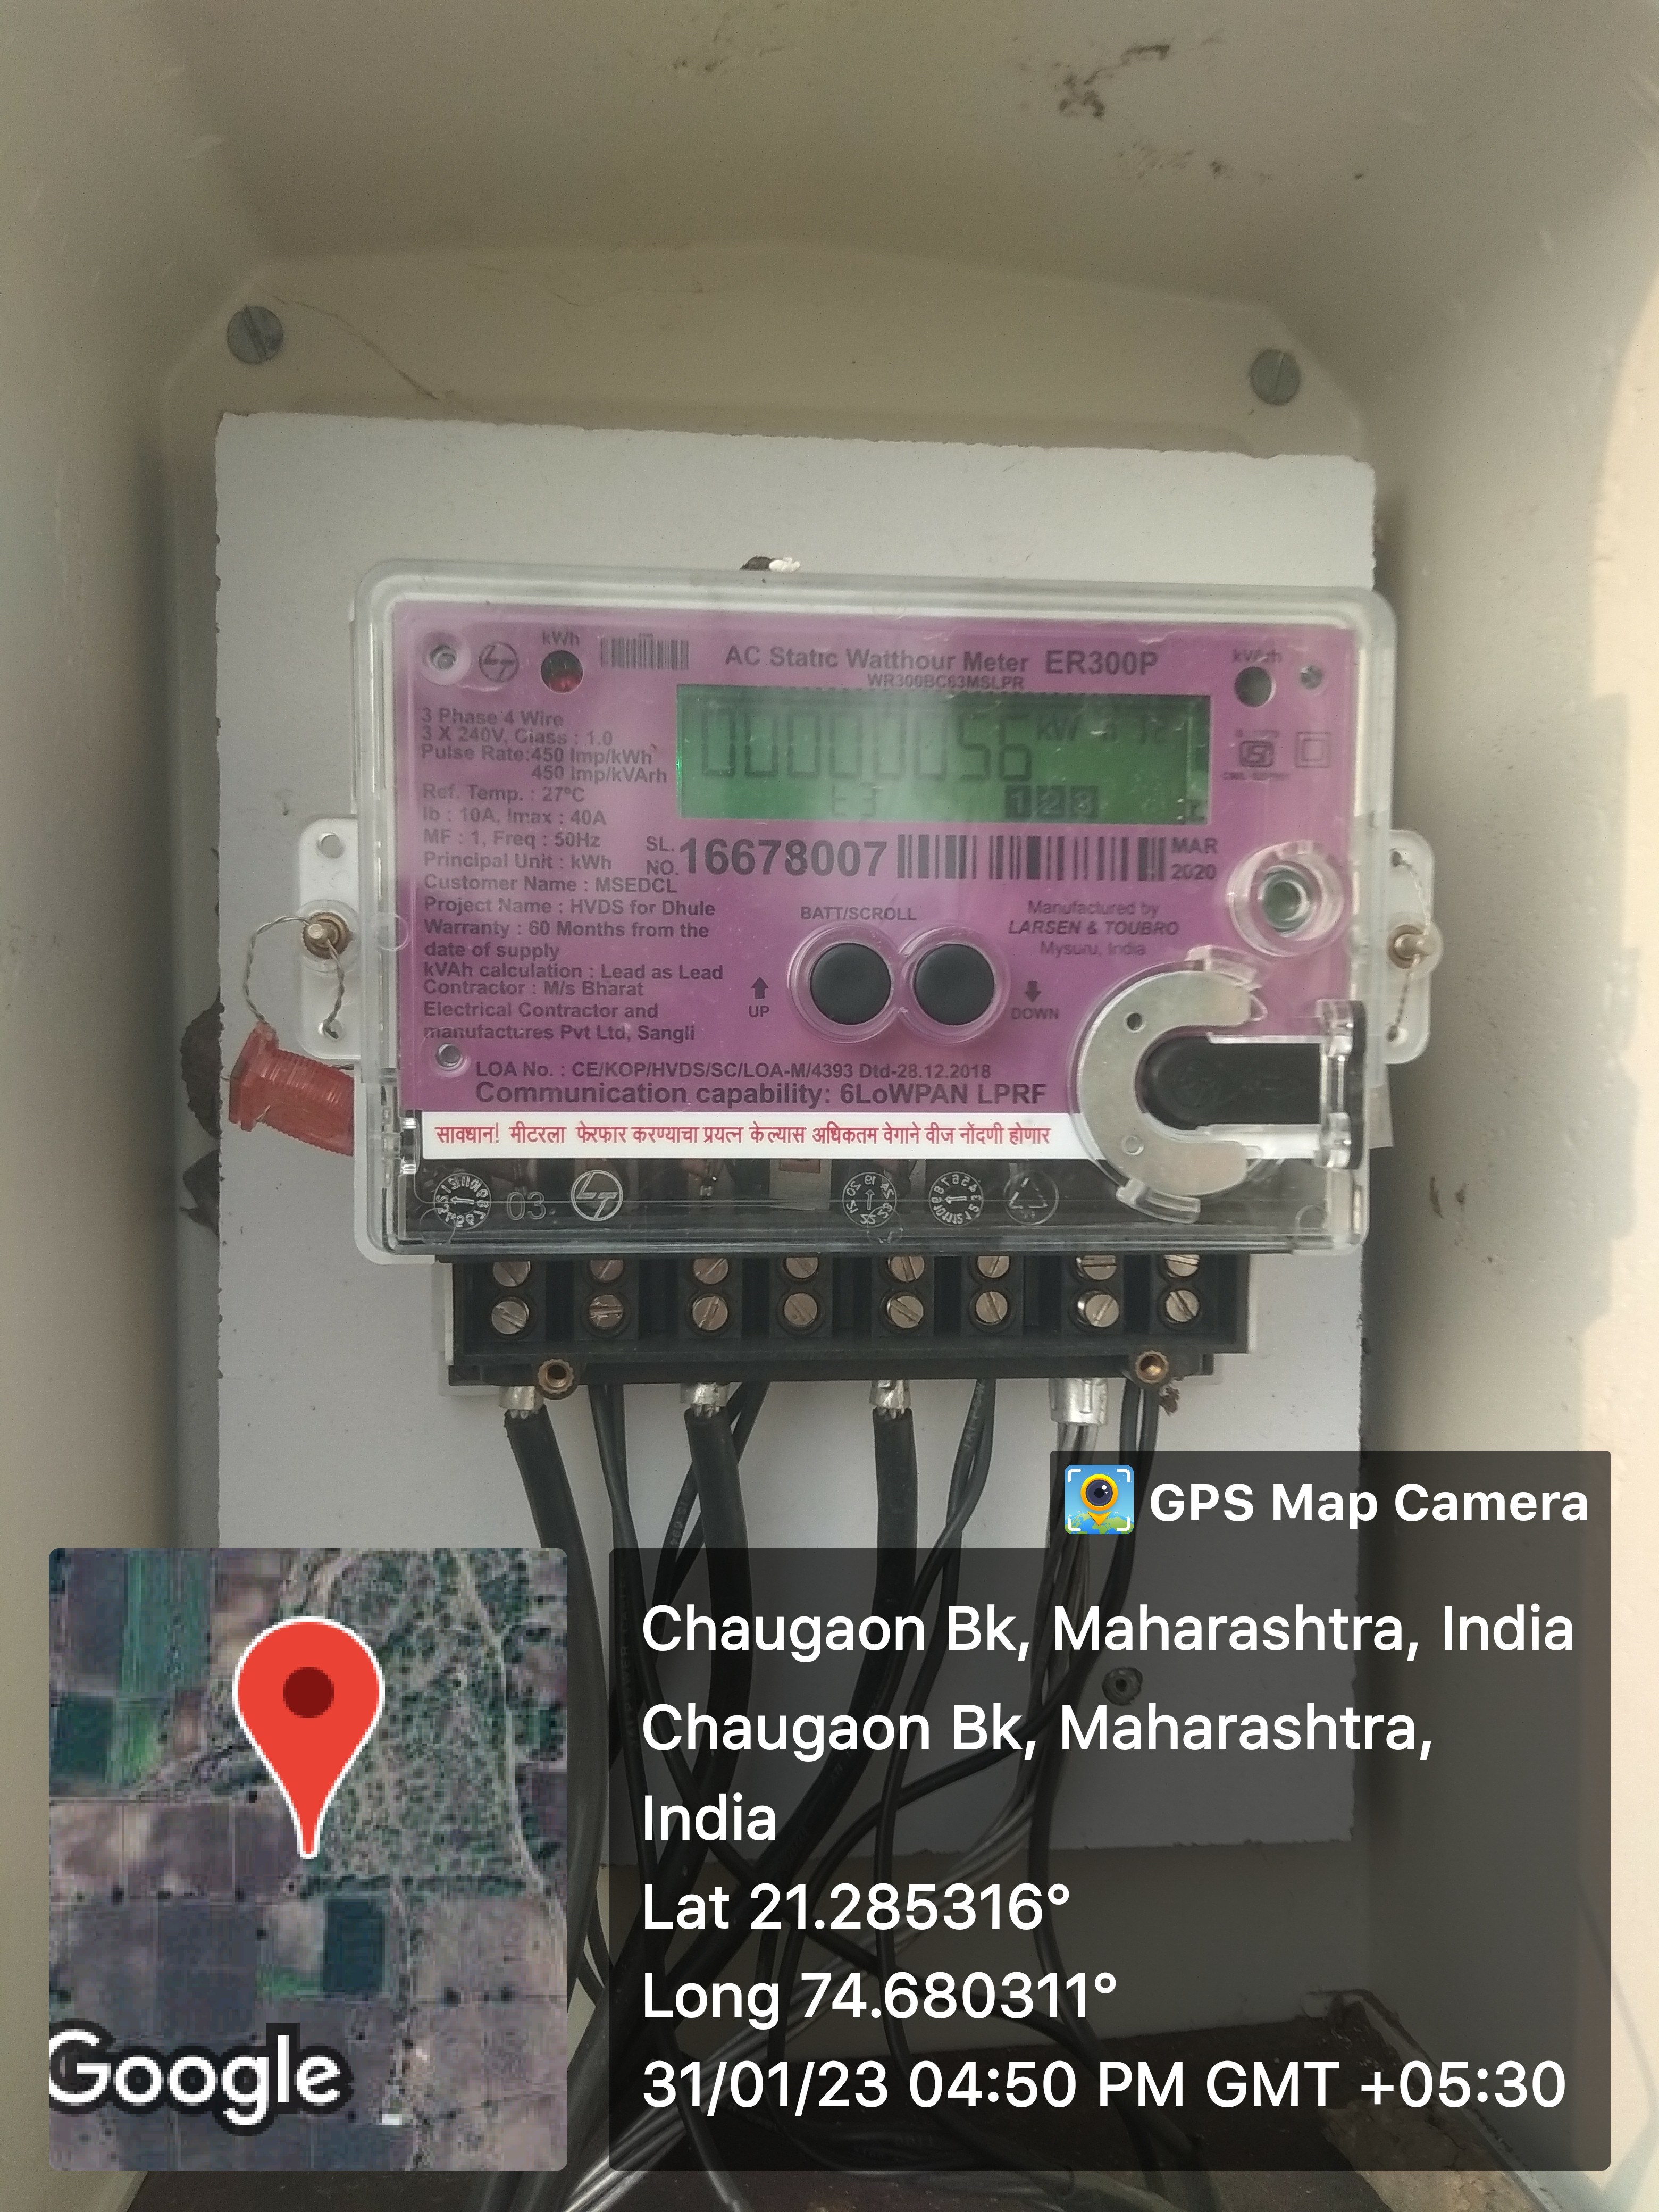 kWh
AC Static Watthour Meter ER300P
WR300BC63MSLPR
kVArh
3 Phase 4 Wire
3 X 240V, Class : 1.0
Pulse Rate:450 Imp/kWh
450 Imp/kVArh
Ref. Temp. : 27°C
Ib : 10A, Imax : 40A
MF : 1, Freq : 50Hz
Principal Unit : kWh
Customer Name : MSEDCL
Project Name : HVDS for Dhule
Warranty : 60 Months from the
date of supply
kVAh calculation : Lead as Lead
Contractor : M/s Bharat
Electrical Contractor and
manufactures Pvt Ltd, Sangli
00000056
1 2 3
SL.
NO. 16678007
MAR
2020
BATT/SCROLL
UP
DOWN
Manufactured by
LARSEN & TOUBRO
Mysuru, India
LOA No. : CE/KOP/HVDS/SC/LOA-M/4393 Dtd-28.12.2018
Communication capability: 6LoWPAN LPRF
सावधान! मीटरला फेरफार करण्याचा प्रयत्न केल्यास अधिकतम वेगाने वीज नोंदणी होणार
03
GPS Map Camera
Chaugaon Bk, Maharashtra, India
Chaugaon Bk, Maharashtra,
India
Lat 21.285316°
Long 74.680311°
31/01/23 04:50 PM GMT +05:30
Google